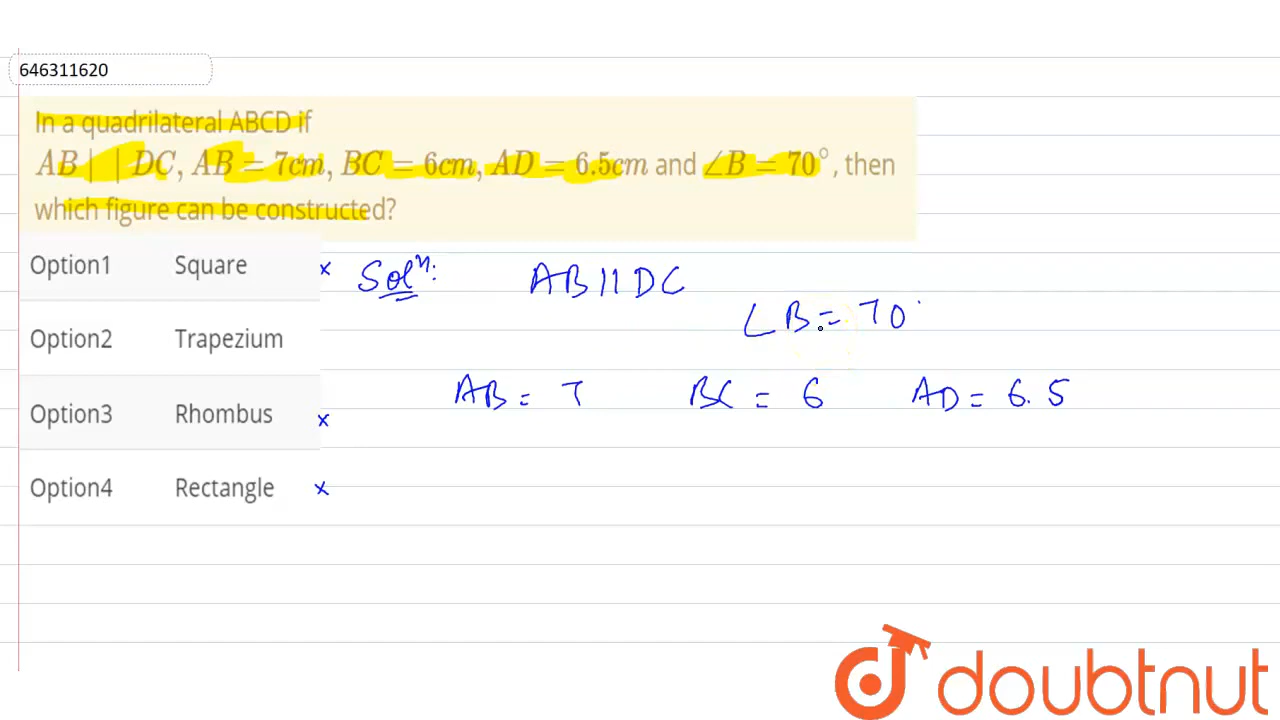 646311620
In a quadrilateral ABCD if
AB| |DC, AB = 7cm, BC = 6cm, AD = 6.5cm and ∠B = 70°, then
which figure can be constructed?
Option1 Square ×
Option2 Trapezium
Option3 Rhombus ×
Option4 Rectangle ×
Solⁿ: AB || DC
∠B = 70°
AB = 7 BC = 6 AD = 6.5
doubtnut